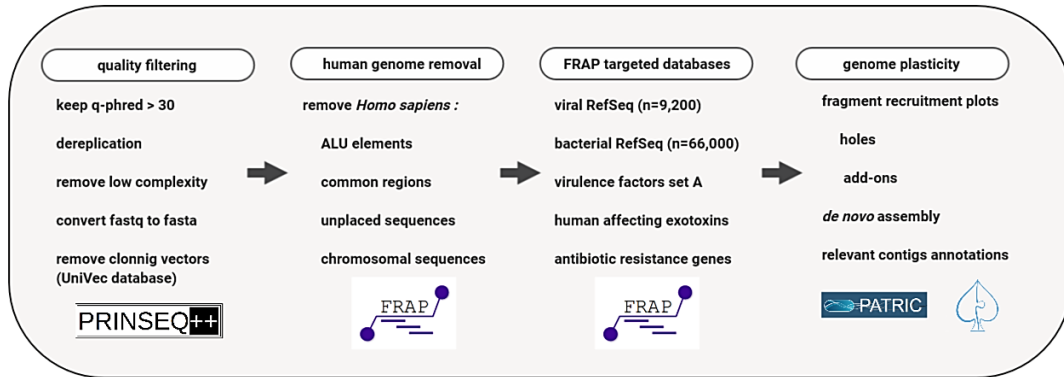 quality filtering
keep q-phred > 30
dereplication
remove low complexity
convert fastq to fasta
remove clonnig vectors
(UniVec database)
PRINSEQ++
human genome removal
remove Homo sapiens :
ALU elements
common regions
unplaced sequences
chromosomal sequences
FRAP
FRAP targeted databases
viral RefSeq (n=9,200)
bacterial RefSeq (n=66,000)
virulence factors set A
human affecting exotoxins
antibiotic resistance genes
FRAP
genome plasticity
fragment recruitment plots
holes
add-ons
de novo assembly
relevant contigs annotations
PATRIC